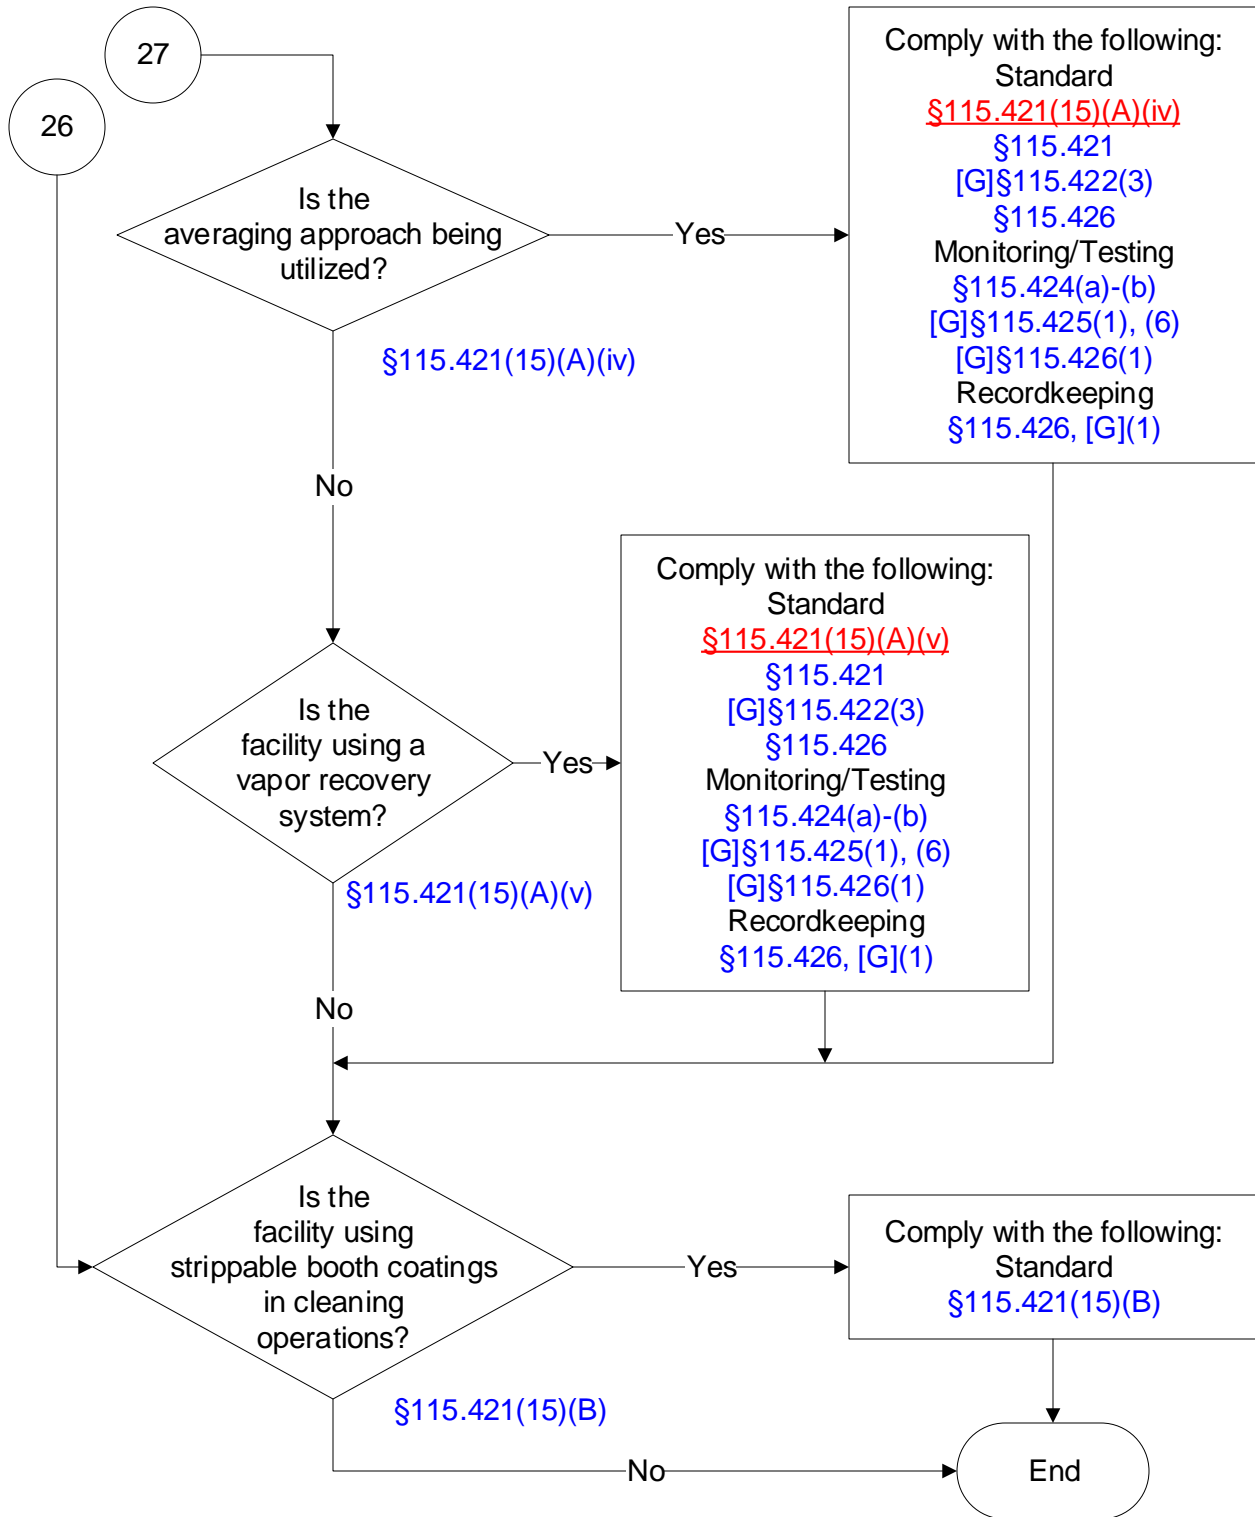 27
26
Is the
averaging approach being
utilized?
Yes
§115.421(15)(A)(iv)
No
Comply with the following:
Standard
§115.421(15)(A)(iv)
§115.421
[G]§115.422(3)
§115.426
Monitoring/Testing
§115.424(a)-(b)
[G]§115.425(1), (6)
[G]§115.426(1)
Recordkeeping
§115.426, [G](1)
Is the
facility using a
vapor recovery
system?
Yes
§115.421(15)(A)(v)
No
Comply with the following:
Standard
§115.421(15)(A)(v)
§115.421
[G]§115.422(3)
§115.426
Monitoring/Testing
§115.424(a)-(b)
[G]§115.425(1), (6)
[G]§115.426(1)
Recordkeeping
§115.426, [G](1)
Is the
facility using
strippable booth coatings
in cleaning
operations?
Yes
§115.421(15)(B)
No
Comply with the following:
Standard
§115.421(15)(B)
End